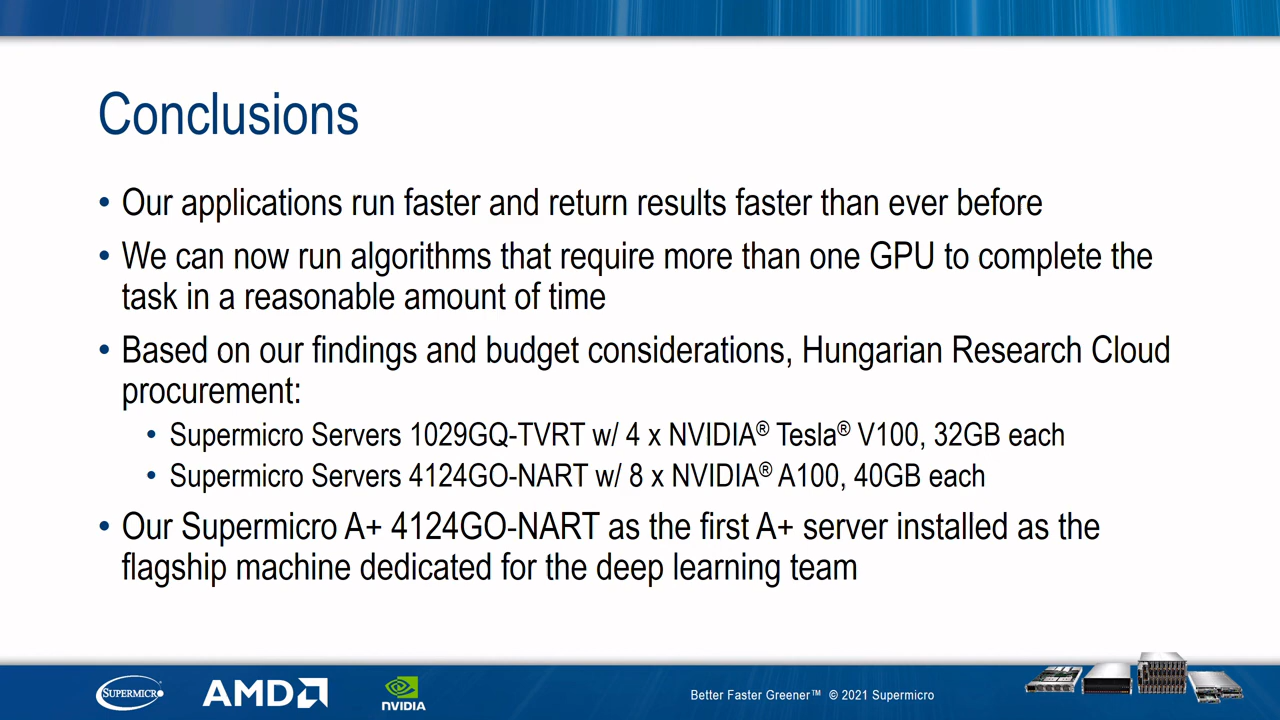 Conclusions
• Our applications run faster and return results faster than ever before
• We can now run algorithms that require more than one GPU to complete the
task in a reasonable amount of time
• Based on our findings and budget considerations, Hungarian Research Cloud
procurement:
• Supermicro Servers 1029GQ-TVRT w/ 4 x NVIDIA® Tesla® V100, 32GB each
• Supermicro Servers 4124GO-NART w/ 8 x NVIDIA® A100, 40GB each
• Our Supermicro A+ 4124GO-NART as the first A+ server installed as the
flagship machine dedicated for the deep learning team
SUPERMICRO
AMD
NVIDIA
Better Faster Greener™ © 2021 Supermicro